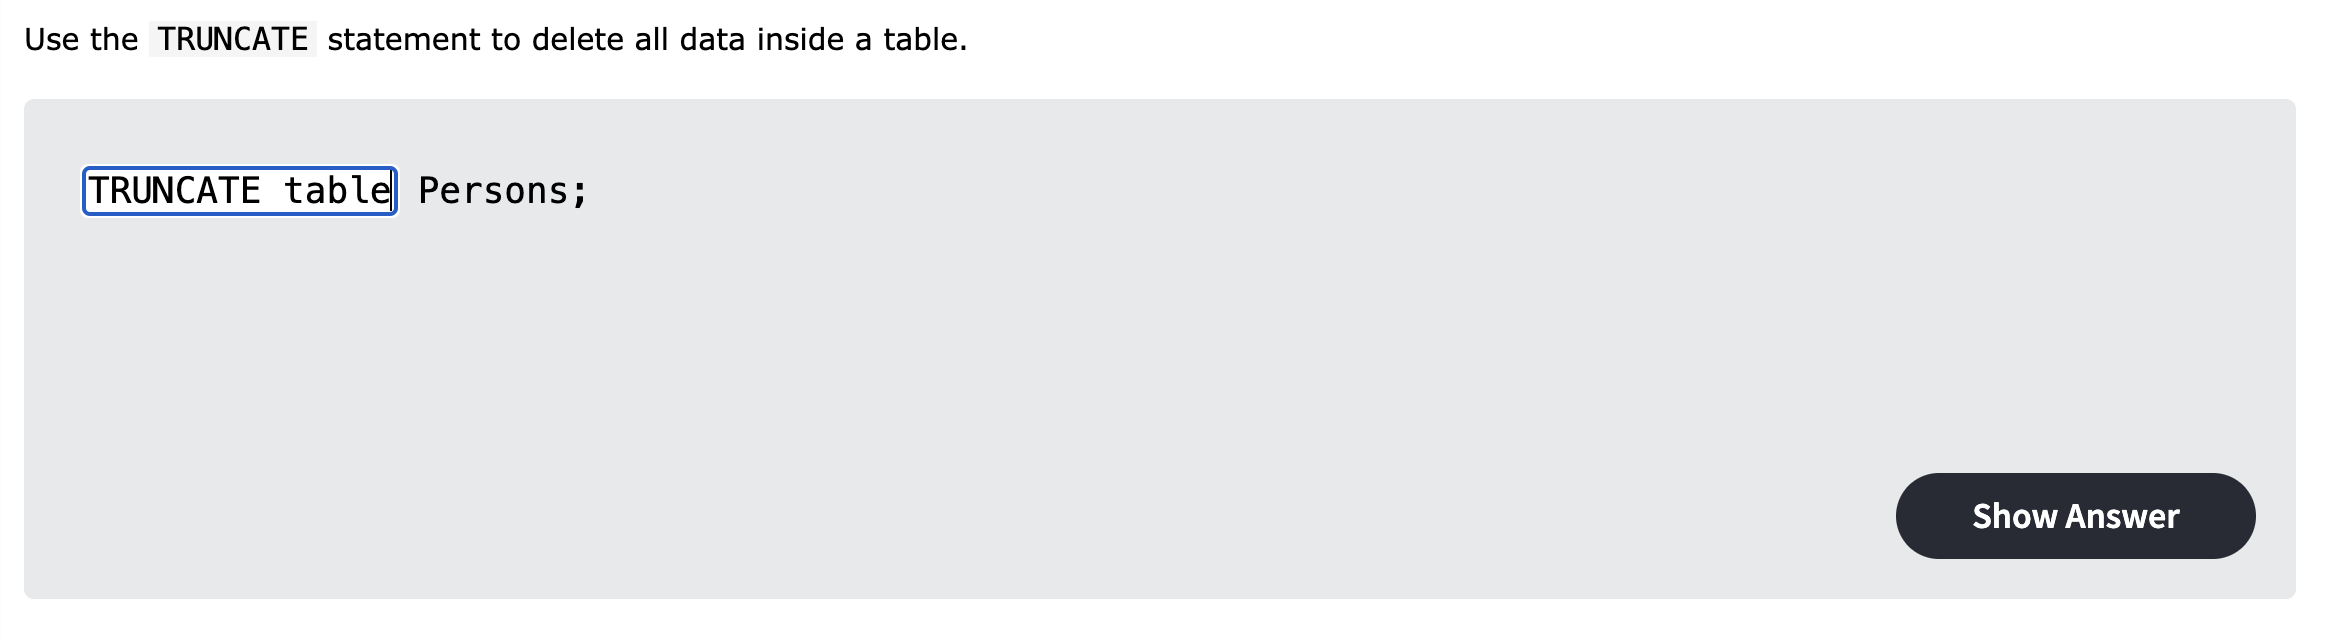 Use the TRUNCATE statement to delete all data inside a table.
TRUNCATE table Persons;
Show Answer